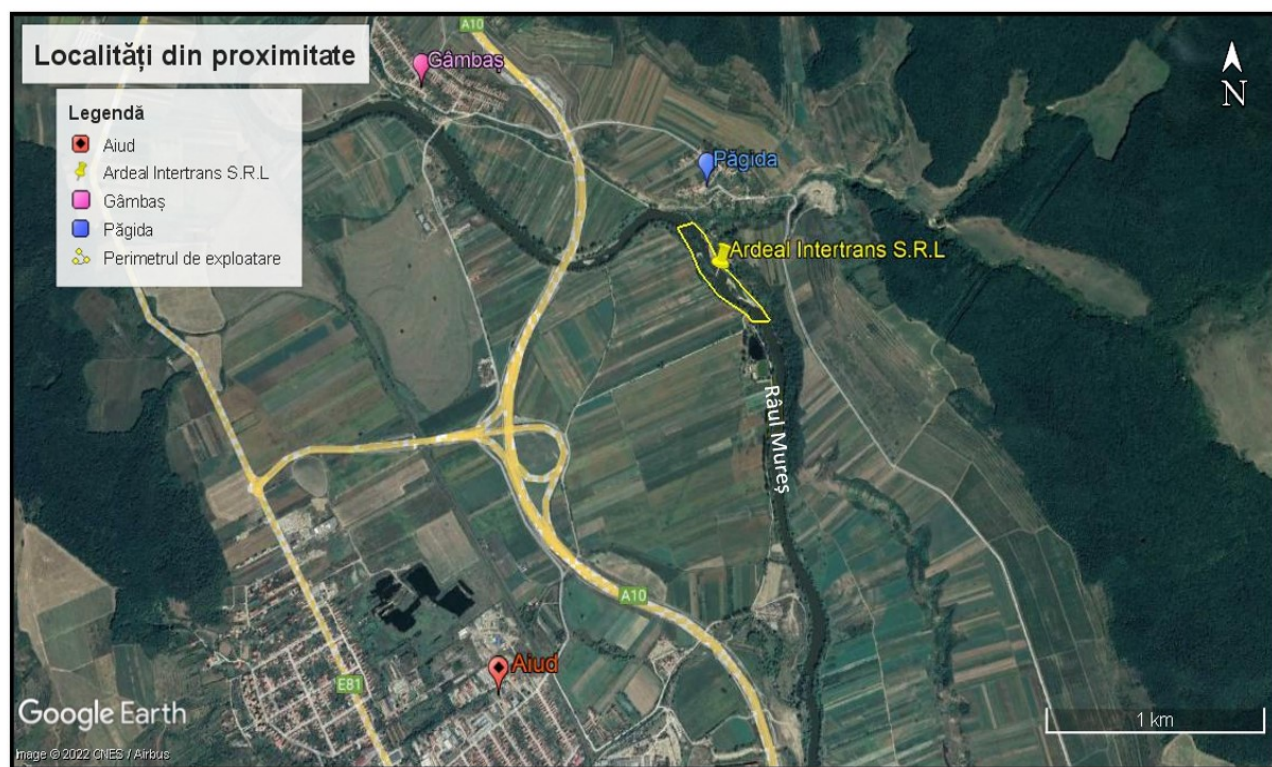 Localități din proximitate
Legendă
Aiud
Ardeal Intertrans S.R.L
Gâmbaș
Păgida
Perimetrul de exploatare
A10
Gâmbaș
N
Păgida
Ardeal Intertrans S.R.L
Râul Mureș
A10
Aiud
E81
Google Earth
1 km
Image © 2022 CNES / Airbus